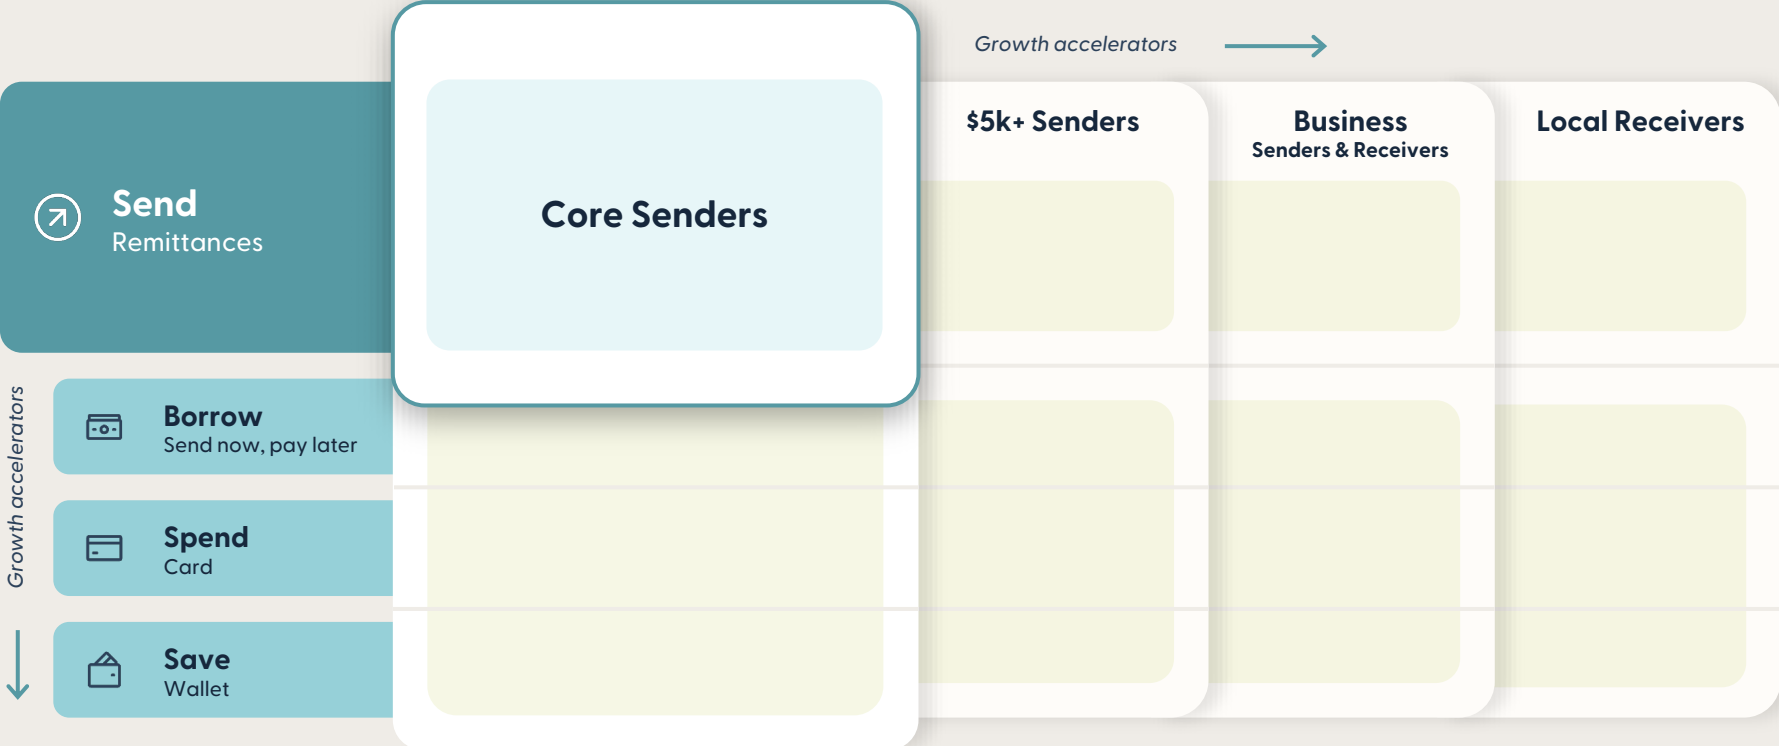 Growth accelerators
$5k+ Senders
Business
Senders & Receivers
Local Receivers
Send
Remittances
Core Senders
Growth accelerators
Borrow
Send now, pay later
Spend
Card
Save
Wallet